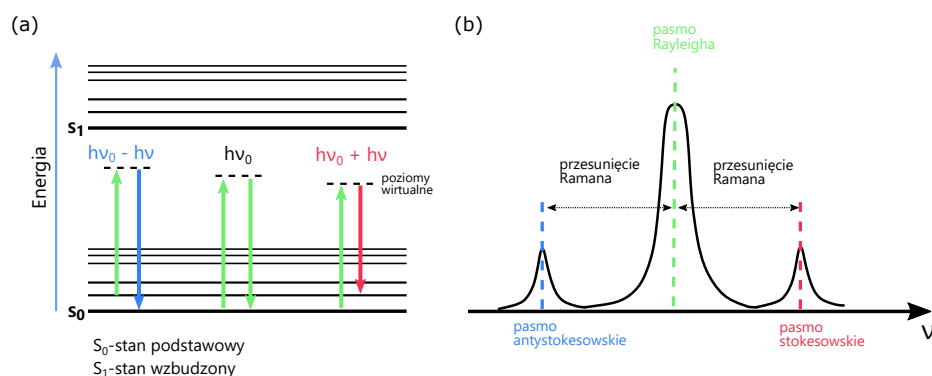 (a)
Energia
S₁
hν₀ - hν
hν₀
hν₀ + hν
poziomy
wirtualne
S₀
S₀-stan podstawowy
S₁-stan wzbudzony
(b)
pasmo
Rayleigha
przesunięcie
Ramana
przesunięcie
Ramana
pasmo
antystesowskie
pasmo
stokesowskie
ν